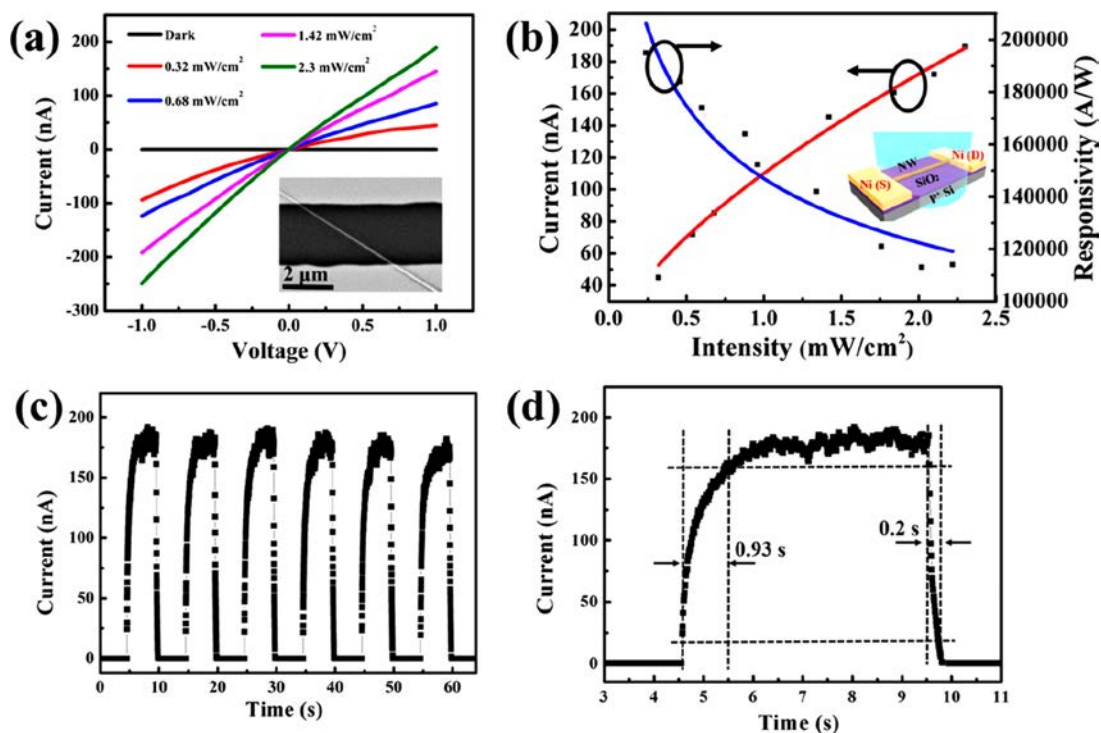 (a)
Dark
0.32 mW/cm²
0.68 mW/cm²
1.42 mW/cm²
2.3 mW/cm²
200
100
0
-100
-200
-300
Current (nA)
-1.0 -0.5 0.0 0.5 1.0
Voltage (V)
2 µm
(b)
200
180
160
140
120
100
80
60
40
Current (nA)
200000
180000
160000
140000
120000
100000
Responsivity (A/W)
0.0 0.5 1.0 1.5 2.0 2.5
Intensity (mW/cm²)
Ni (S)
NW
Ni (D)
SiO₂
P⁺ Si
(c)
200
150
100
50
0
Current (nA)
0 10 20 30 40 50 60
Time (s)
(d)
200
150
100
50
0
Current (nA)
0.93 s
0.2 s
3 4 5 6 7 8 9 10 11
Time (s)